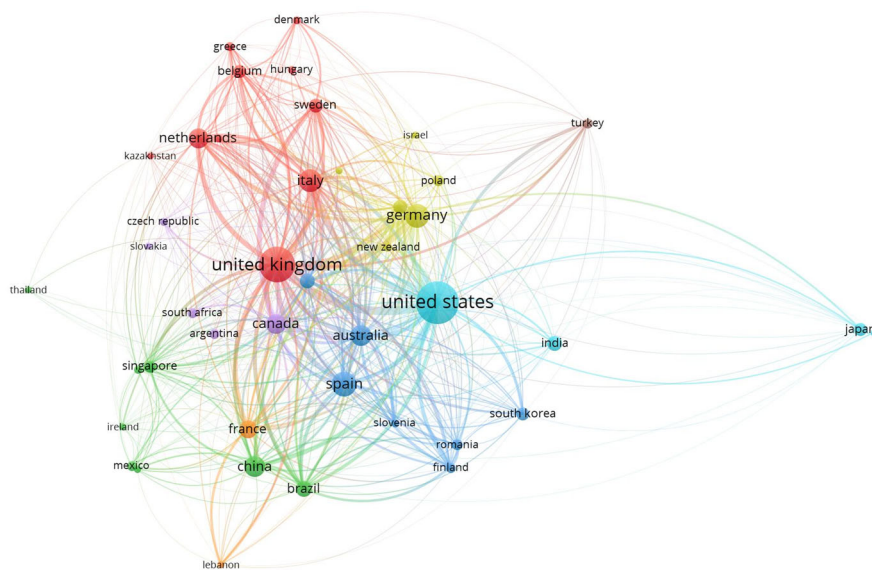 denmark
greece
belgium
hungary
sweden
turkey
netherlands
israel
kazakhstan
italy
poland
germany
czech republic
slovakia
new zealand
united kingdom
thailand
united states
south africa
canada
argentina
australia
japan
india
singapore
spain
south korea
slovenia
ireland
france
romania
mexico
china
finland
brazil
lebanon